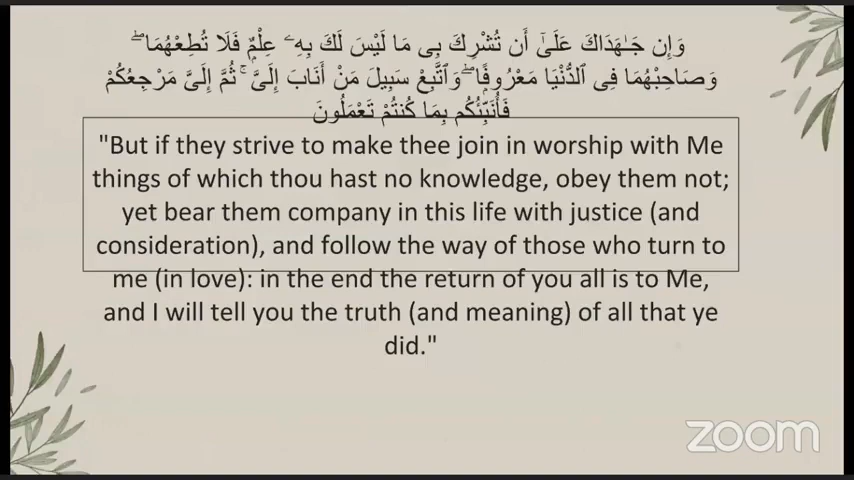 وَإِن جَـٰهَدَاكَ عَلَىٰٓ أَن تُشْرِكَ بِى مَا لَيْسَ لَكَ بِهِۦ عِلْمٌ فَلَا تُطِعْهُمَا ۖ
وَصَاحِبْهُمَا فِى ٱلدُّنْيَا مَعْرُوفًا ۖ وَٱتَّبِعْ سَبِيلَ مَنْ أَنَابَ إِلَىَّ ۚ ثُمَّ إِلَىَّ مَرْجِعُكُمْ
فَأُنَبِّئُكُم بِمَا كُنتُمْ تَعْمَلُونَ
"But if they strive to make thee join in worship with Me
things of which thou hast no knowledge, obey them not;
yet bear them company in this life with justice (and
consideration), and follow the way of those who turn to
me (in love): in the end the return of you all is to Me,
and I will tell you the truth (and meaning) of all that ye
did."
zoom